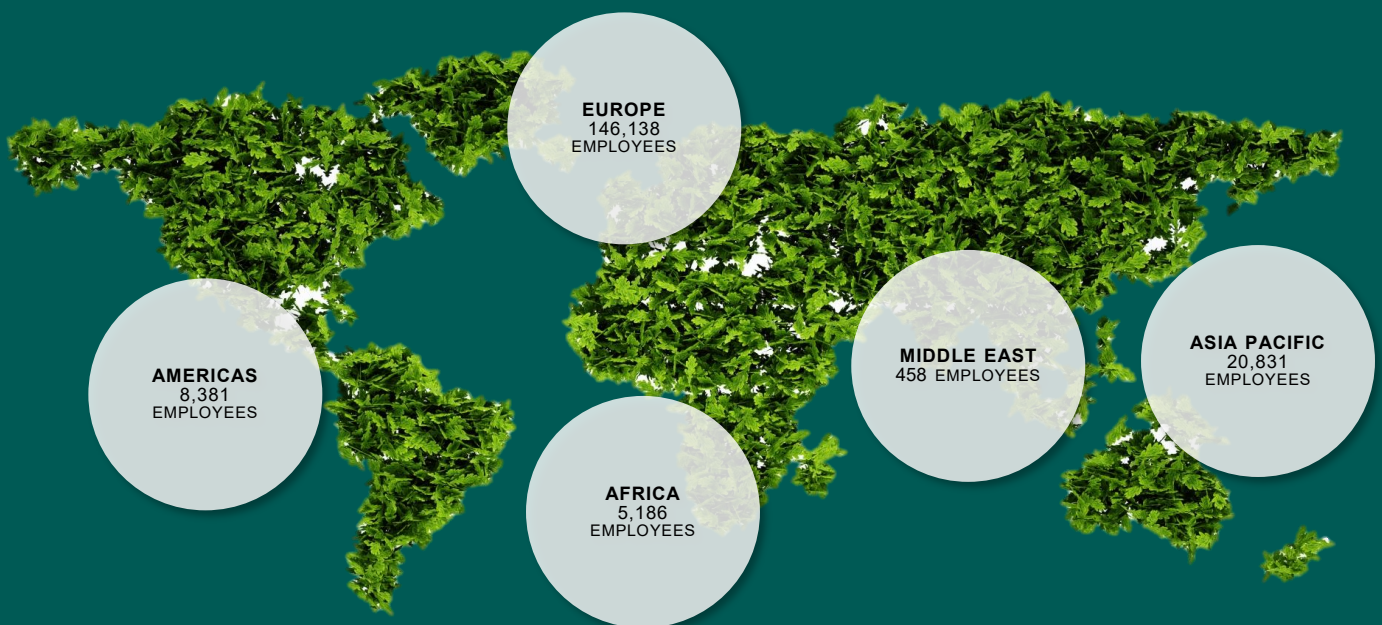 EUROPE
146,138
EMPLOYEES
AMERICAS
8,381
EMPLOYEES
AFRICA
5,186
EMPLOYEES
MIDDLE EAST
458 EMPLOYEES
ASIA PACIFIC
20,831
EMPLOYEES